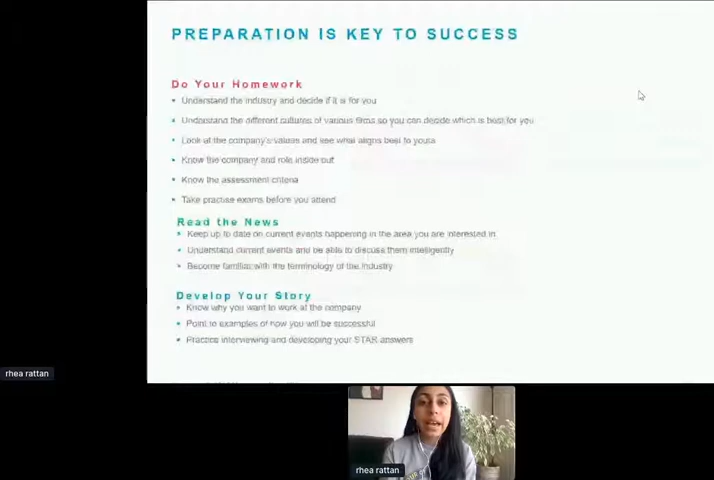 PREPARATION IS KEY TO SUCCESS
Do Your Homework
• Understand the industry and decide if it is for you
• Understand the different cultures of various firms so you can decide which is best for you
• Look at the company's values and see what aligns best to youta
• Know the company and role inside out
• Know the assessment criteria
• Take practise exams before you attend
Read the News
• Keep up to date on current events happening in the area you are interested in
• Understand current events and be able to discuss them intelligently
• Become familiar with the terminology of the industry
Develop Your Story
• Know why you want to work at the company
• Point to examples of how you will be successful
• Practice interviewing and developing your STAR answers
rhea rattan
rhea rattan